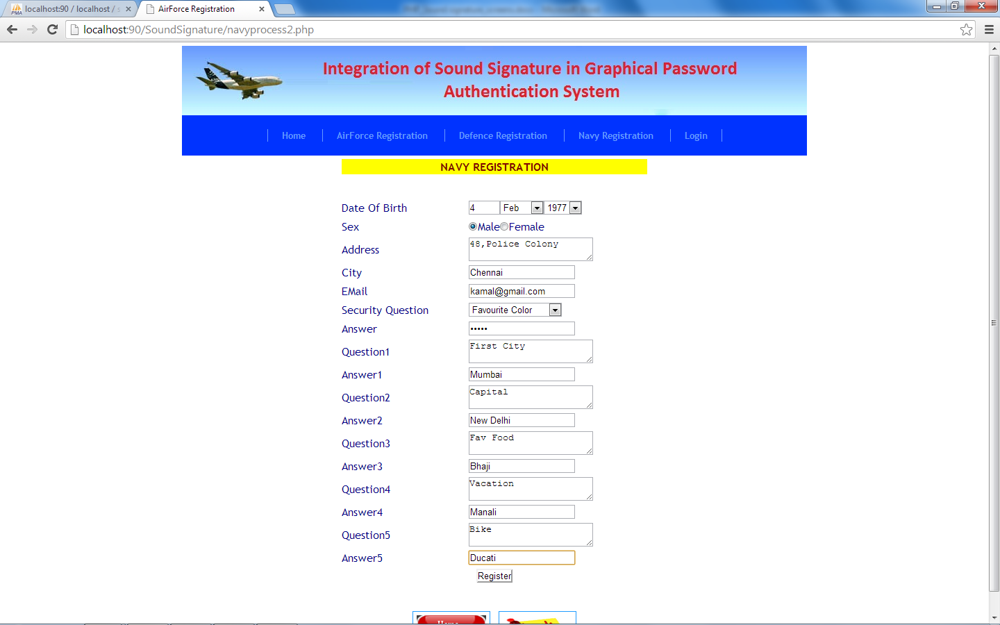 localhost:90 / localhost / s
AirForce Registration
localhost:90/SoundSignature/navyprocess2.php
Integration of Sound Signature in Graphical Password
Authentication System
Home
AirForce Registration
Defence Registration
Navy Registration
Login
NAVY REGISTRATION
Date Of Birth 4 Feb 1977
Sex Male Female
Address 48,Police Colony
City Chennai
EMail kamal@gmail.com
Security Question Favourite Color
Answer •••••
Question1 First City
Answer1 Mumbai
Question2 Capital
Answer2 New Delhi
Question3 Fav Food
Answer3 Bhaji
Question4 Vacation
Answer4 Manali
Question5 Bike
Answer5 Ducati
Register